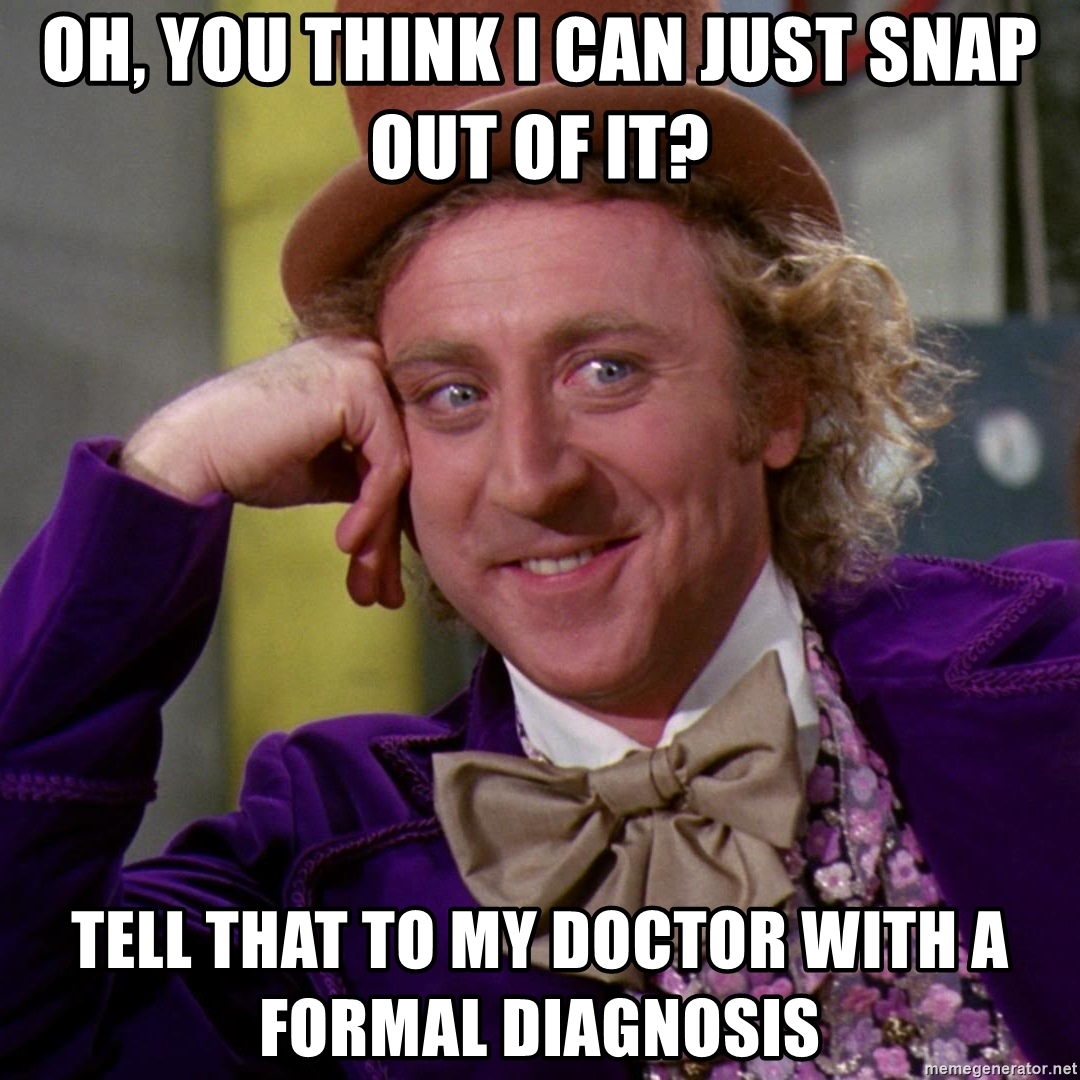 OH, YOU THINK I CAN JUST SNAP
OUT OF IT?
TELL THAT TO MY DOCTOR WITH A
FORMAL DIAGNOSIS
memegenerator.net